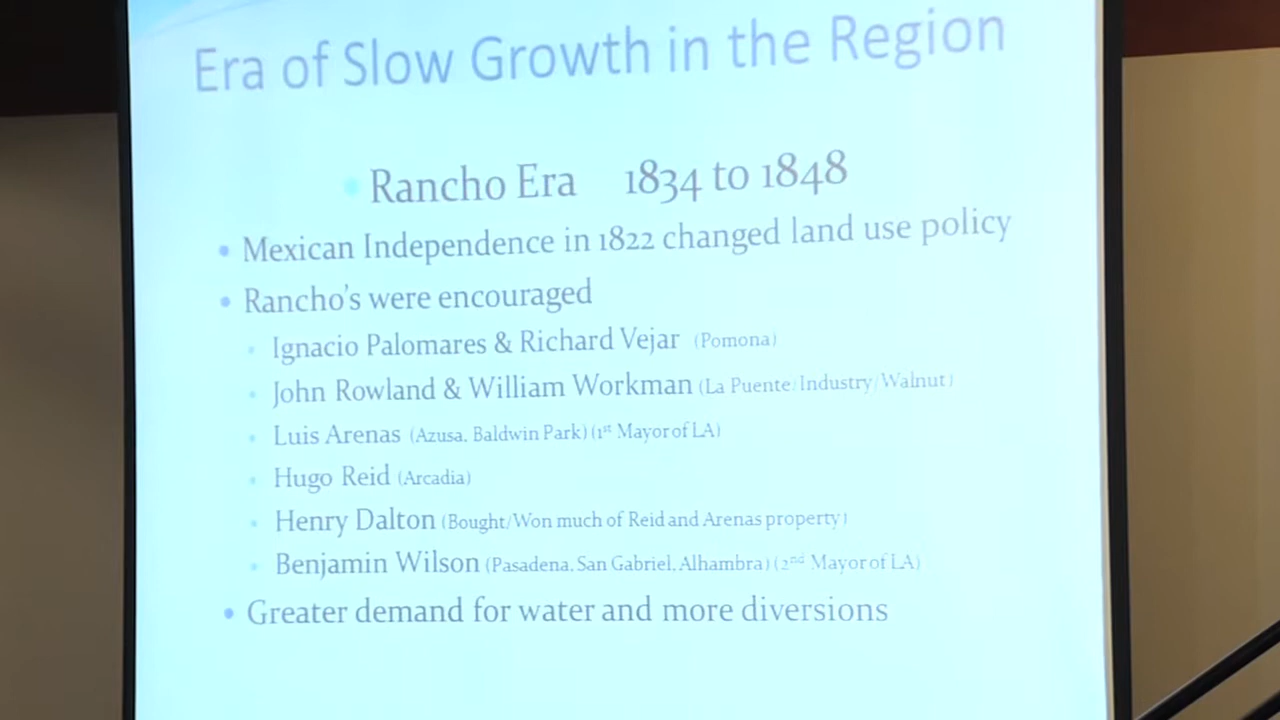 Era of Slow Growth in the Region
• Rancho Era 1834 to 1848
• Mexican Independence in 1822 changed land use policy
• Rancho's were encouraged
• Ignacio Palomares & Richard Vejar (Pomona)
• John Rowland & William Workman (La Puente/Industry/Walnut)
• Luis Arenas (Azusa, Baldwin Park) (1st Mayor of LA)
• Hugo Reid (Arcadia)
• Henry Dalton (Bought/Won much of Reid and Arenas property)
• Benjamin Wilson (Pasadena, San Gabriel, Alhambra) (2nd Mayor of LA)
• Greater demand for water and more diversions